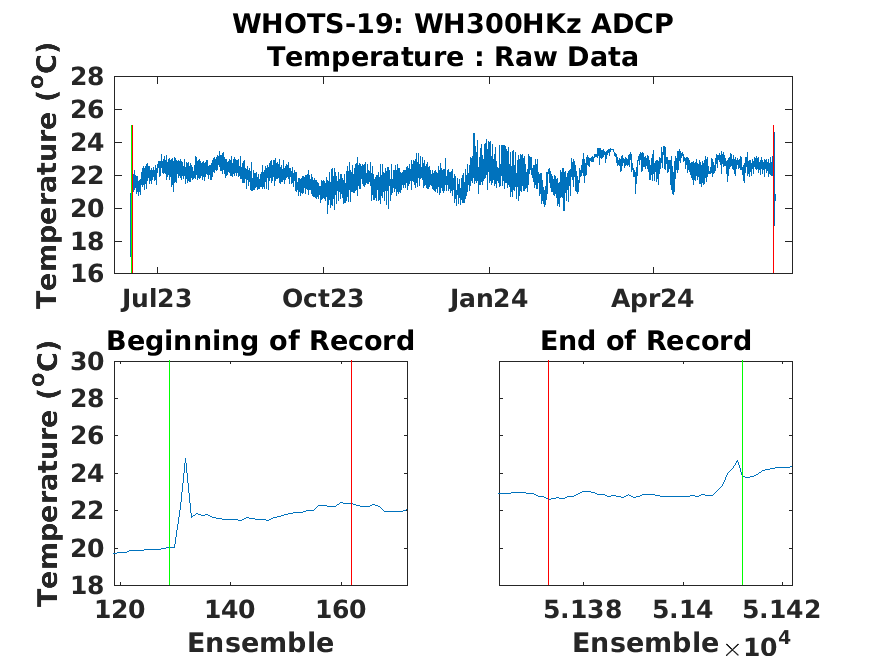 WHOTS-19: WH300HKz ADCP
Temperature : Raw Data
Temperature (°C)
28
26
24
22
20
18
16
Jul23 Oct23 Jan24 Apr24
Beginning of Record
Temperature (°C)
30
28
26
24
22
20
18
120 140 160
Ensemble
End of Record
5.138 5.14 5.142
Ensemble ×10⁴